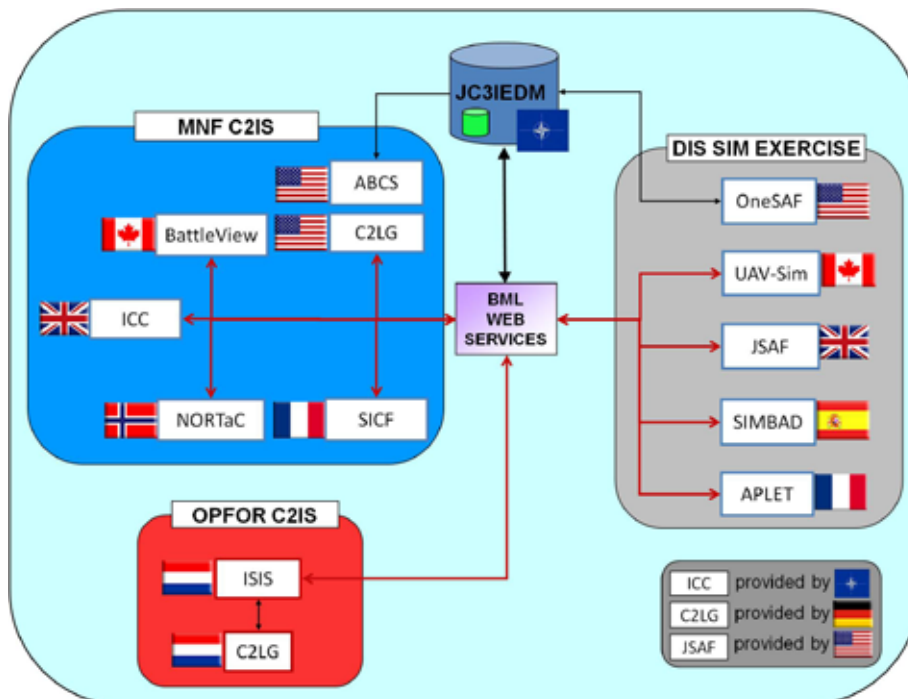 JC3IEDM
MNF C2IS
ABCS
BattleView
C2LG
ICC
NORTaC
SICF
BML
WEB
SERVICES
DIS SIM EXERCISE
OneSAF
UAV-Sim
JSAF
SIMBAD
APLET
OPFOR C2IS
ISIS
C2LG
ICC provided by
C2LG provided by
JSAF provided by